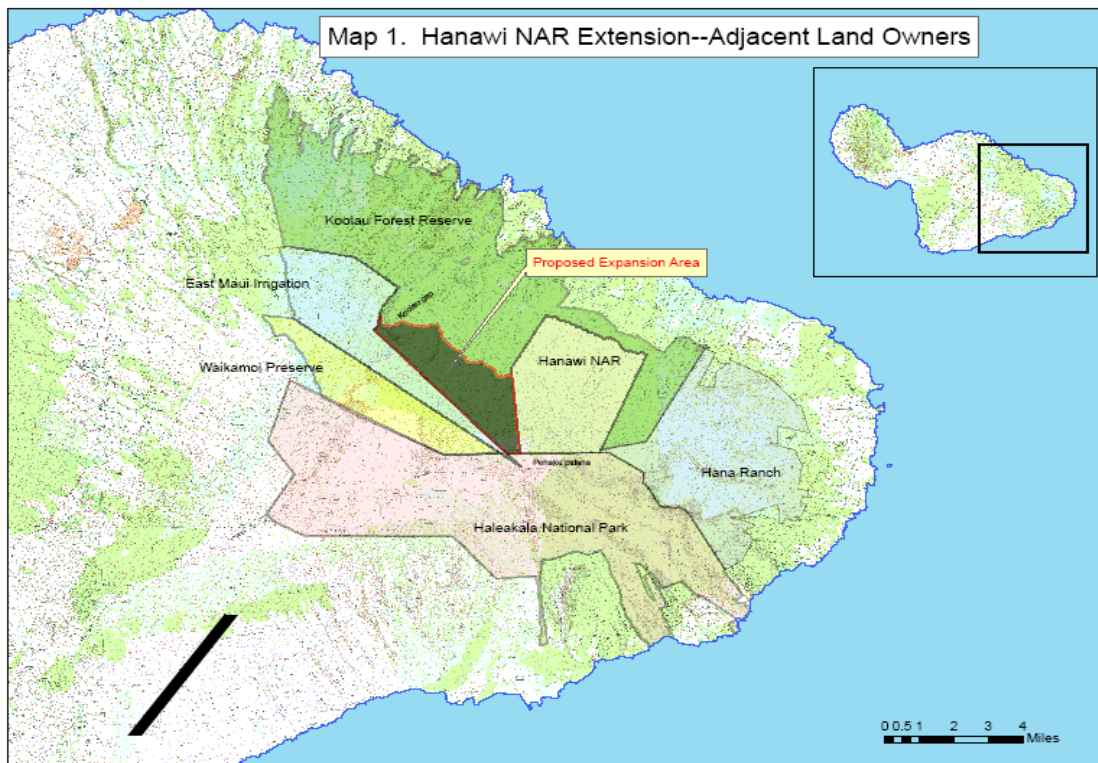 Map 1. Hanawi NAR Extension--Adjacent Land Owners
Koolau Forest Reserve
Proposed Expansion Area
East Maui Irrigation
Hanawi NAR
Waikamoi Preserve
Hana Ranch
Haleakala National Park
0 0.5 1 2 3 4
Miles